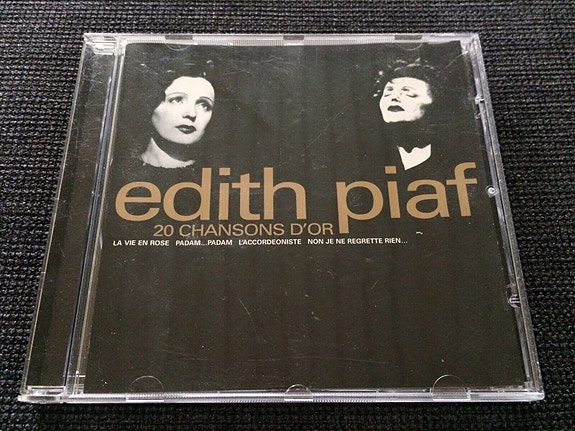 edith piaf
20 CHANSONS D'OR
LA VIE EN ROSE PADAM...PADAM L'ACCORDEONISTE NON JE NE REGRETTE RIEN...